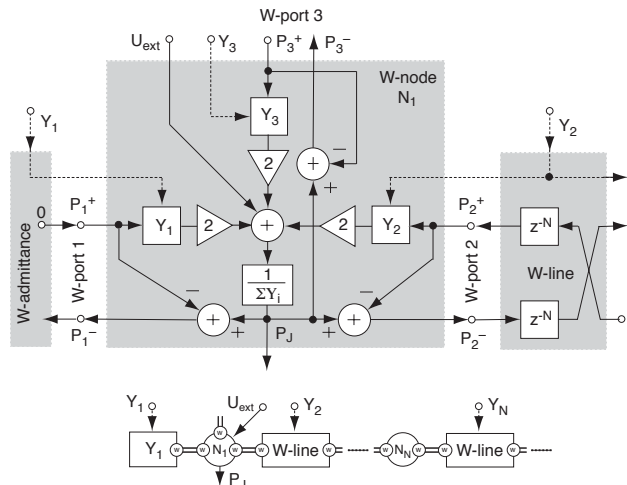 W-port 3
U_ext Y_3 P_3^+ P_3^-
W-node
N_1
Y_1
Y_3
Y_2
2
−
+
+
W-admittance
0
P_1^+
W-port 1
Y_1
2
+
2
Y_2
P_2^+
W-port 2
z^-N
W-line
1
ΣY_i
−
−
P_1^-
+
+
P_J
+
+
P_2^-
z^-N
Y_1
U_ext
Y_2
Y_N
Y_1
w
w
w
N_1
w
w
W-line
w
w
N_N
w
w
W-line
w
P_J